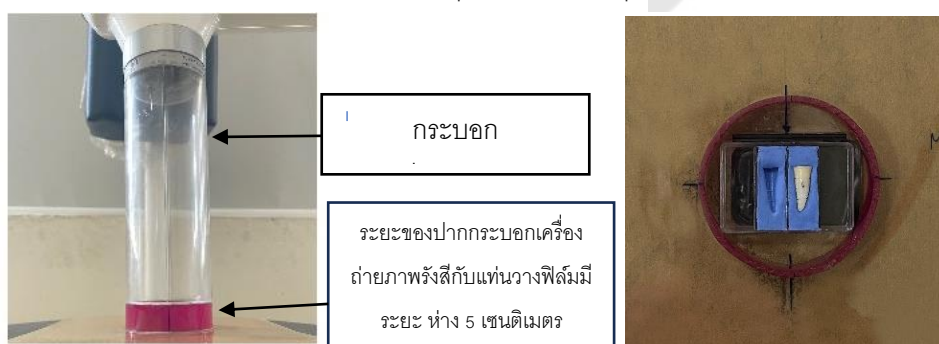 กระบอก
ระยะของปากกระบอกเครื่อง
ถ่ายภาพรังสีกับแท่นวางฟิล์มมี
ระยะ ห่าง 5 เซนติเมตร
M